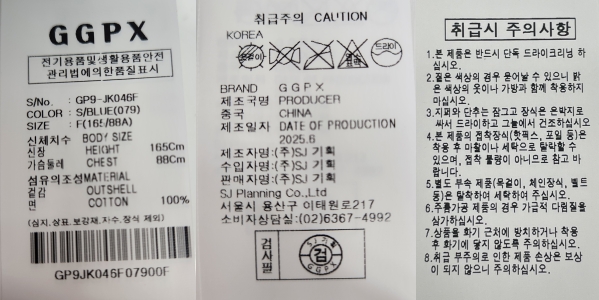 GGPX
전기용품및생활용품안전
관리법에의한품질표시
S/No. : GP9-JK046F
COLOR : S/BLUE(079)
SIZE : F(165/88A)
신체치수 BODY SIZE
신장 HEIGHT 165Cm
가슴둘레 CHEST 88Cm
섬유의조성MATERIAL
겉감 OUTSHELL
면 COTTON 100%
(심지,상표,보강재,자수,장식 제외)
GP9JK046F07900F
취급주의 CAUTION
KOREA
드라이
BRAND GGPX
제조국명 PRODUCER
중국 CHINA
제조일자 DATE OF PRODUCTION
2025.6
제조자명:(주)SJ 기획
수입자명:(주)SJ 기획
판매자명:(주)SJ 기획
SJ Planning Co.,Ltd
서울시 용산구 이태원로217
소비자상담실:(02)6367-4992
검사필
SJ기획
검
GGPX
취급시 주의사항
1.본 제품은 반드시 단독 드라이크리닝 하
십시오.
2.짙은 색상의 경우 묻어날 수 있으니 밝
은 색상의 옷이나 가방과 함께 착용하지
마십시오.
3.지퍼와 단추는 잠그고 장식은 은박지로
싸서 드라이하고 그늘에서 건조하십시오
4.본 제품의 접착장식(핫픽스, 포일 등)은
착용 후 마찰이나 세탁으로 탈락할 수
있으며, 접착 불량이 아니므로 참고 바
랍니다.
5.별도 부속 제품(목걸이, 체인장식, 벨트
등)은 탈착하여 세탁하여 주십시오.
6.주름가공 제품의 경우 가급적 다림질을
삼가하십시오.
7.상품을 화기 근처에 방치하거나 착용
후 화기에 닿지 않도록 주의하십시오.
8.취급 부주의로 인한 제품 손상은 보상
이 되지 않으니 주의하십시오.